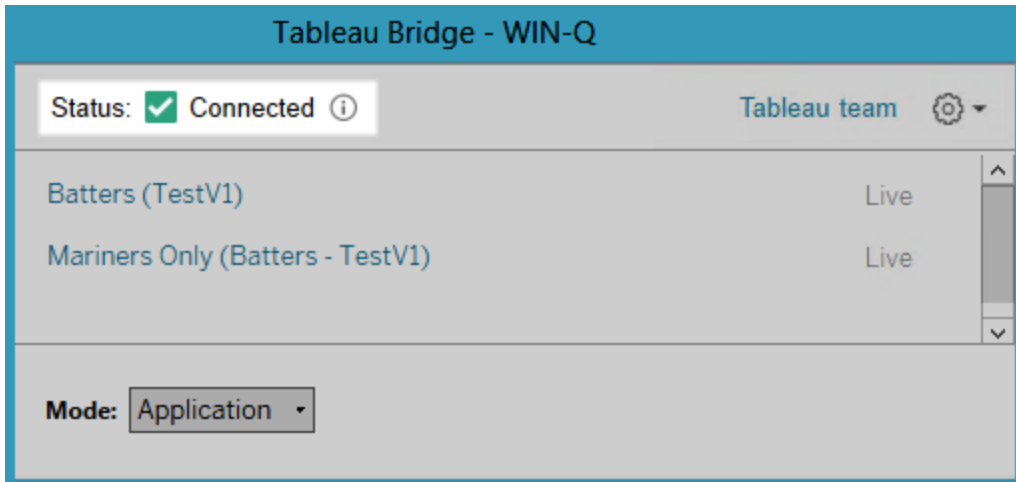 Tableau Bridge - WIN-Q
Status: Connected
Tableau team
Batters (TestV1) Live
Mariners Only (Batters - TestV1) Live
Mode: Application